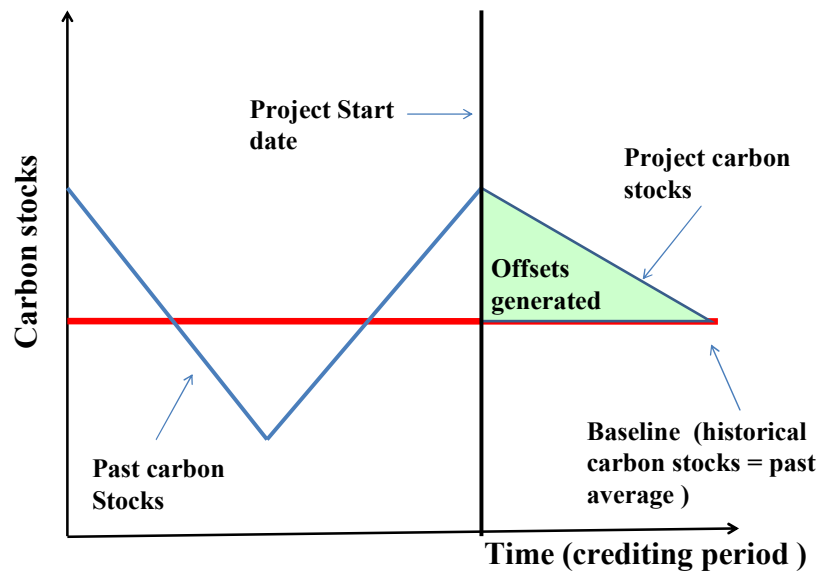 Carbon stocks
Project Start
date
Project carbon
stocks
Offsets
generated
Past carbon
Stocks
Baseline  (historical
carbon stocks = past
average )
Time (crediting period )